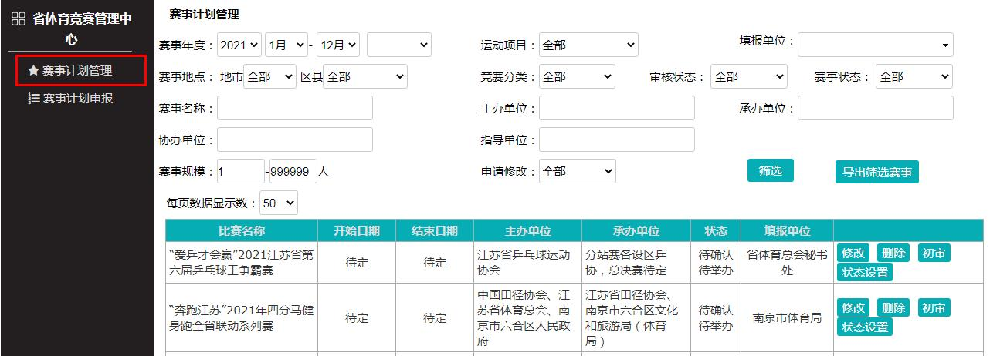 省体育竞赛管理中
心
赛事计划管理
赛事计划申报
赛事计划管理
赛事年度： 2021 1月 - 12月 运动项目： 全部 填报单位：
赛事地点： 地市 全部 区县 全部 竞赛分类： 全部 审核状态： 全部 赛事状态： 全部
赛事名称： 主办单位： 承办单位：
协办单位： 指导单位：
赛事规模： 1 -999999 人 申请修改： 全部 筛选 导出筛选赛事
每页数据显示数： 50
比赛名称 开始日期 结束日期 主办单位 承办单位 状态 填报单位
“爱乒才会赢”2021江苏省第
六届乒乓球王争霸赛
待定
待定
江苏省乒乓球运动
协会
分站赛各设区乒
协，总决赛待定
待确认
待举办
省体育总会秘书
处
修改 删除 初审
状态设置
“奔跑江苏”2021年四分马健
身跑全省联动系列赛
待定
待定
中国田径协会、江
苏省体育总会、南
京市六合区人民政
府
江苏省田径协会、
南京市六合区文化
和旅游局（体育
局）
待确认
待举办
南京市体育局
修改 删除 初审
状态设置